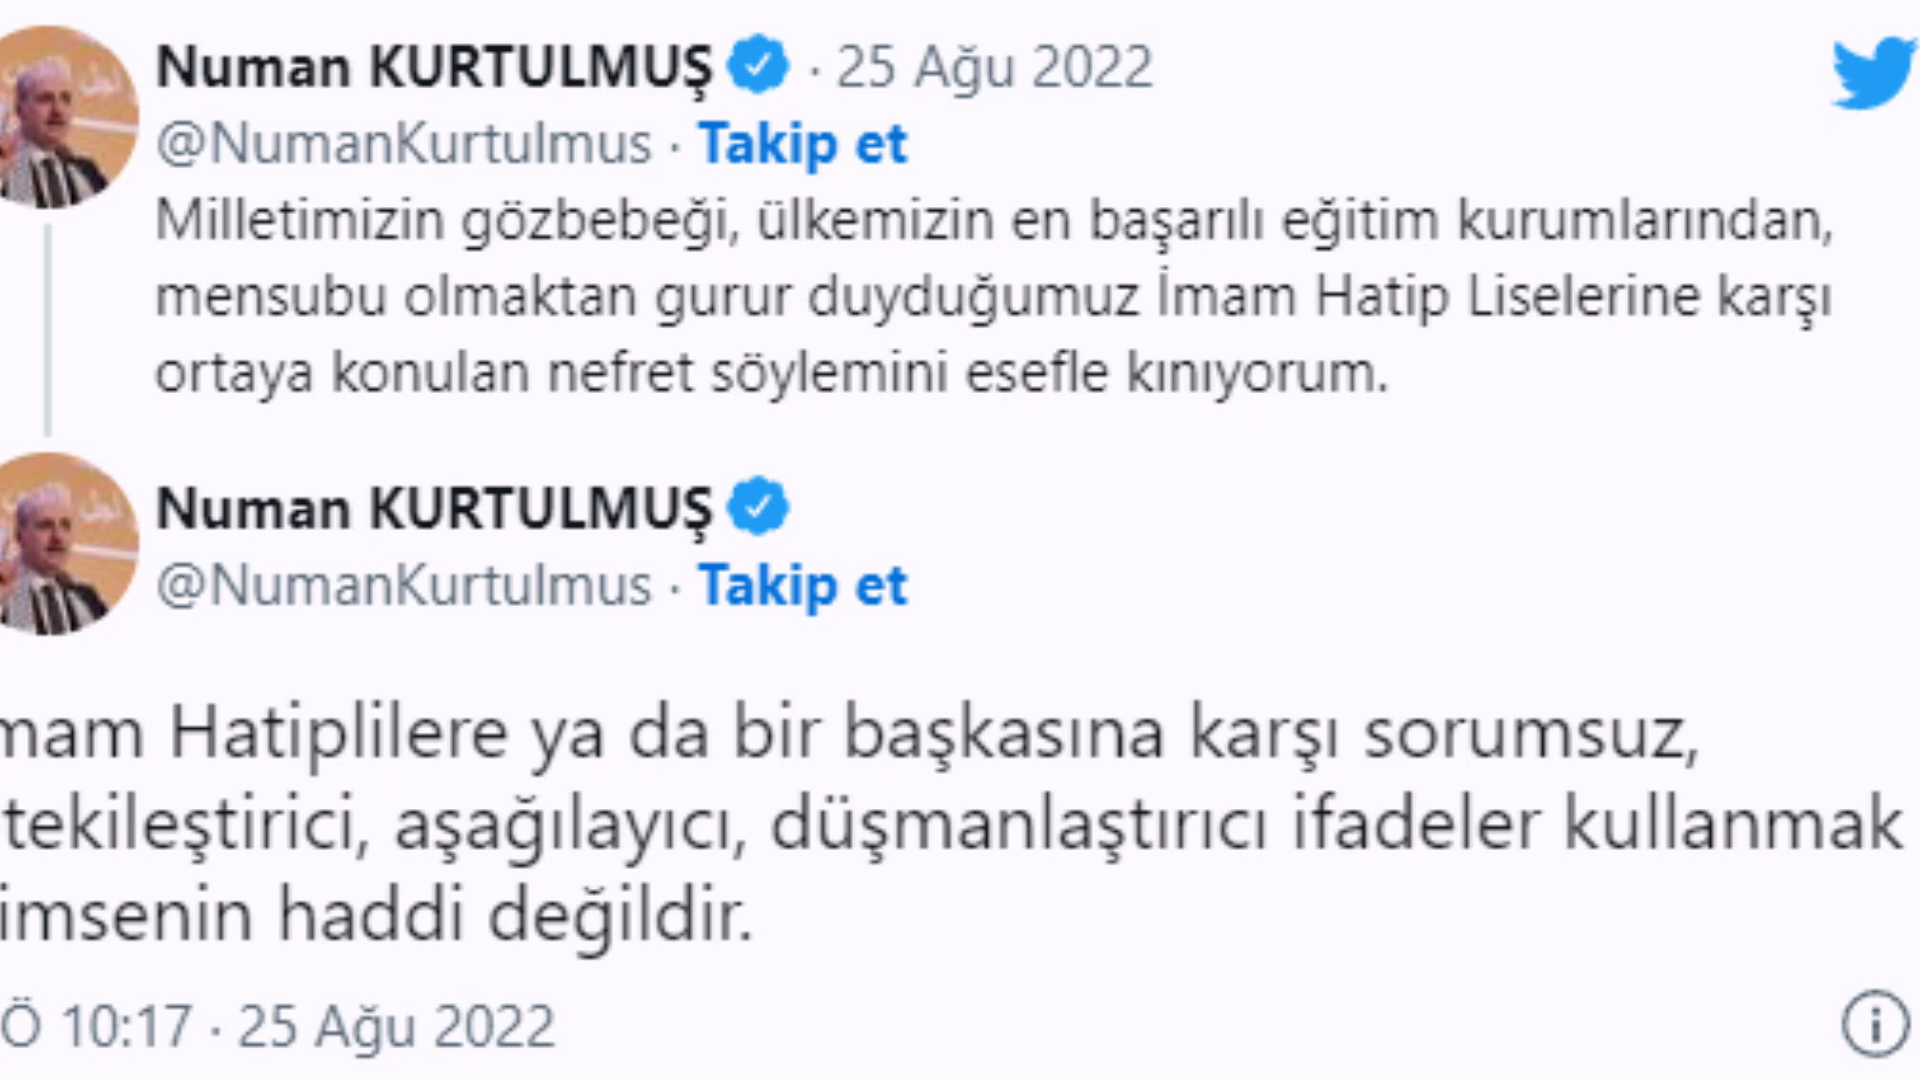 Numan KURTULMUŞ · 25 Ağu 2022
@NumanKurtulmus · Takip et
Milletimizin gözbebeği, ülkemizin en başarılı eğitim kurumlarından,
mensubu olmaktan gurur duyduğumuz İmam Hatip Liselerine karşı
ortaya konulan nefret söylemini esefle kınıyorum.
Numan KURTULMUŞ
@NumanKurtulmus · Takip et
mam Hatiplilere ya da bir başkasına karşı sorumsuz,
tekileştirici, aşağılayıcı, düşmanlaştırıcı ifadeler kullanmak
imsenin haddi değildir.
Ö 10:17 · 25 Ağu 2022